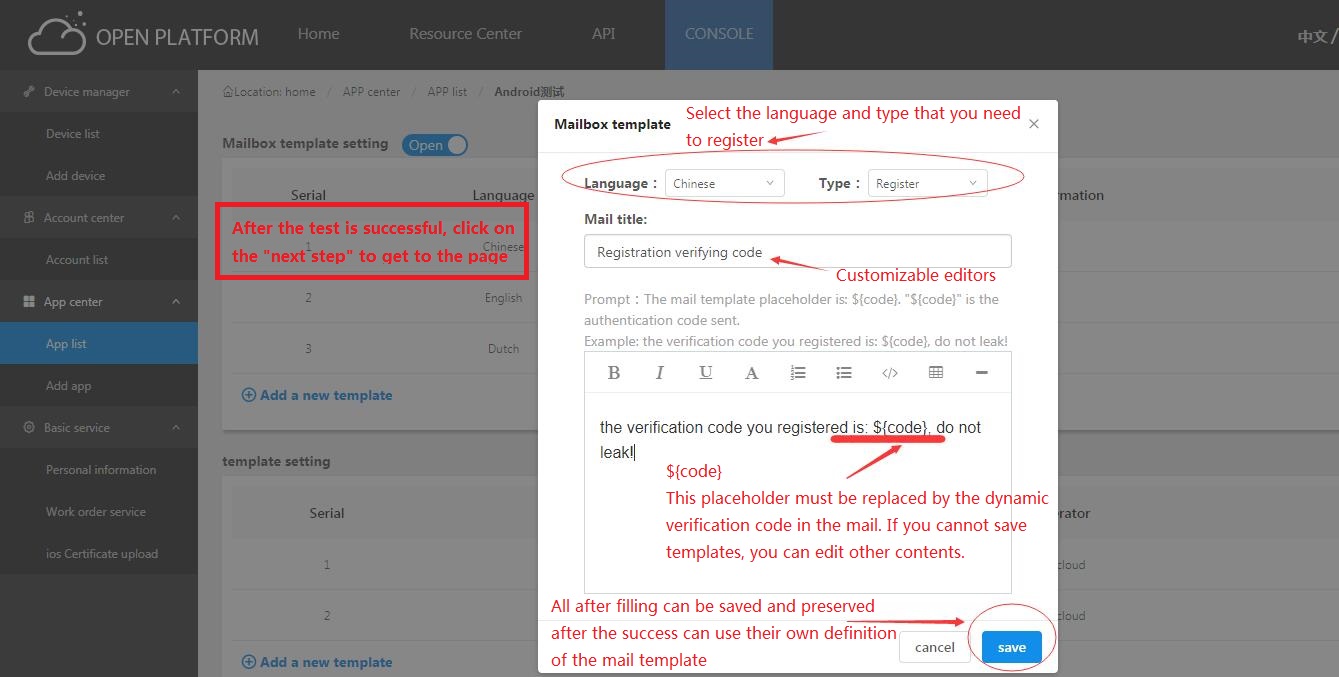 OPEN PLATFORM
Home
Resource Center
API
CONSOLE
中文/
Device manager
Device list
Add device
Account center
Account list
App center
App list
Add app
Basic service
Personal information
Work order service
ios Certificate upload
Location: home / APP center / APP list / Android测试
Mailbox template setting
Open
Serial
Language
1
Chinese
2
English
3
Dutch
Add a new template
After the test is successful, click on
the "next step" to get to the page
template setting
Serial
1
2
Add a new template
mation
rator
cloud
cloud
Mailbox template
Select the language and type that you need
to register
Language : Chinese
Type : Register
Mail title:
Registration verifying code
Customizable editors
Prompt : The mail template placeholder is: ${code}. "${code}" is the
authentication code sent.
Example: the verification code you registered is: ${code}, do not leak!
B I U A </>
the verification code you registered is: ${code}, do not
leak!
${code}
This placeholder must be replaced by the dynamic
verification code in the mail. If you cannot save
templates, you can edit other contents.
All after filling can be saved and preserved
after the success can use their own definition
of the mail template
cancel
save